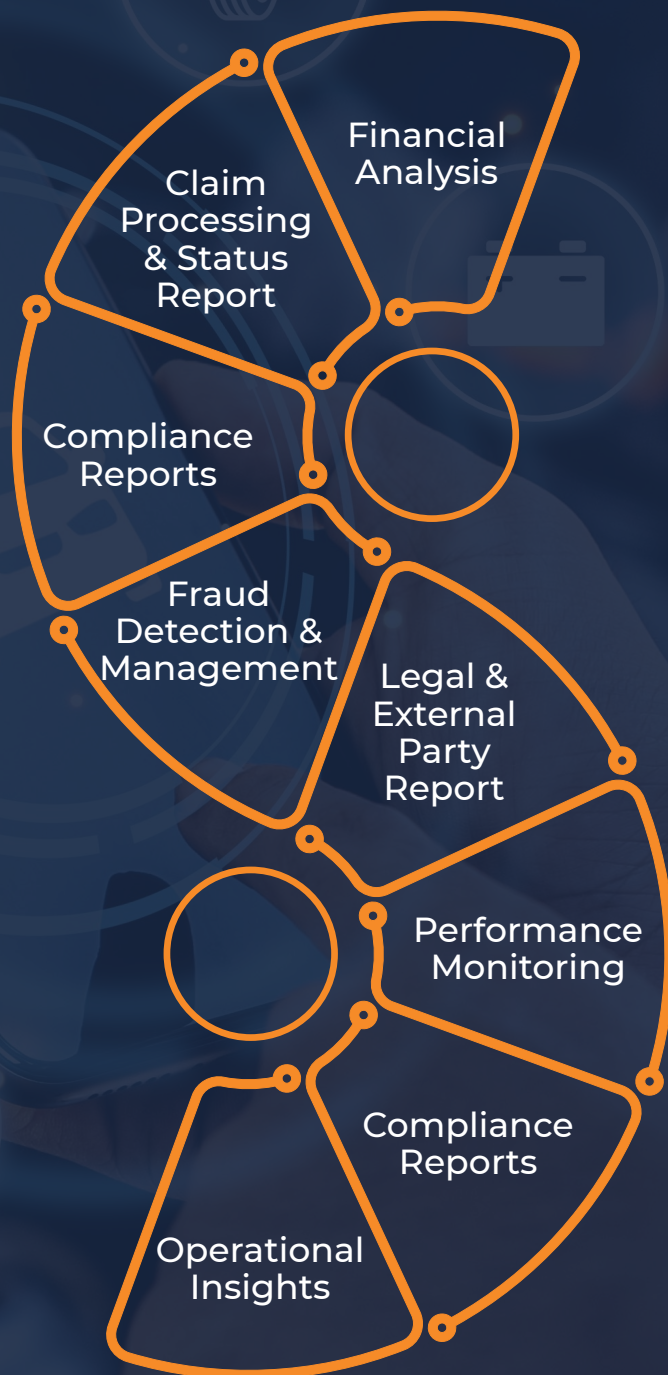 Financial
Analysis
Claim
Processing
& Status
Report
Compliance
Reports
Fraud
Detection &
Management
Legal &
External
Party
Report
Performance
Monitoring
Compliance
Reports
Operational
Insights